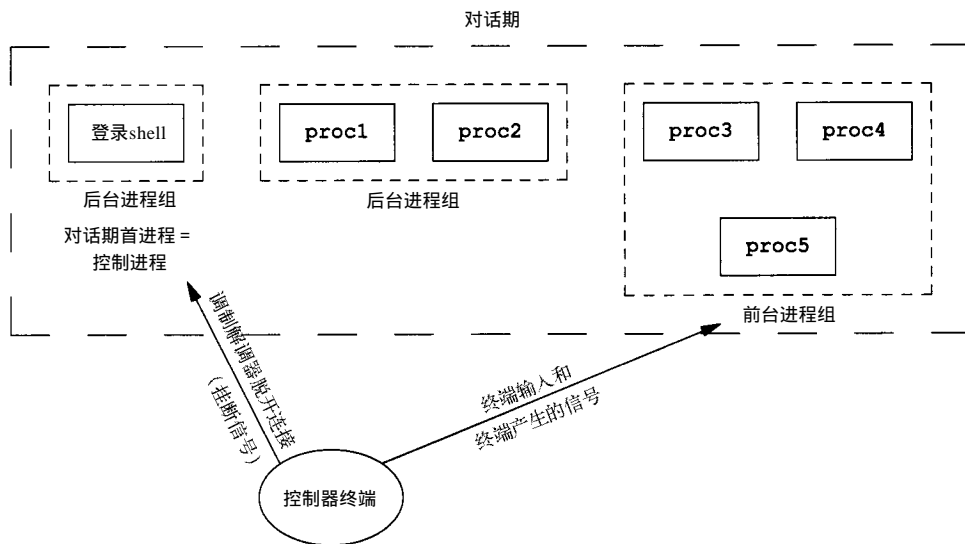 对话期
登录shell
proc1
proc2
proc3
proc4
后台进程组
后台进程组
对话期首进程 =
控制进程
proc5
前台进程组
调制解调器脱开连接
（挂断信号）
终端输入和
终端产生的信号
控制器终端